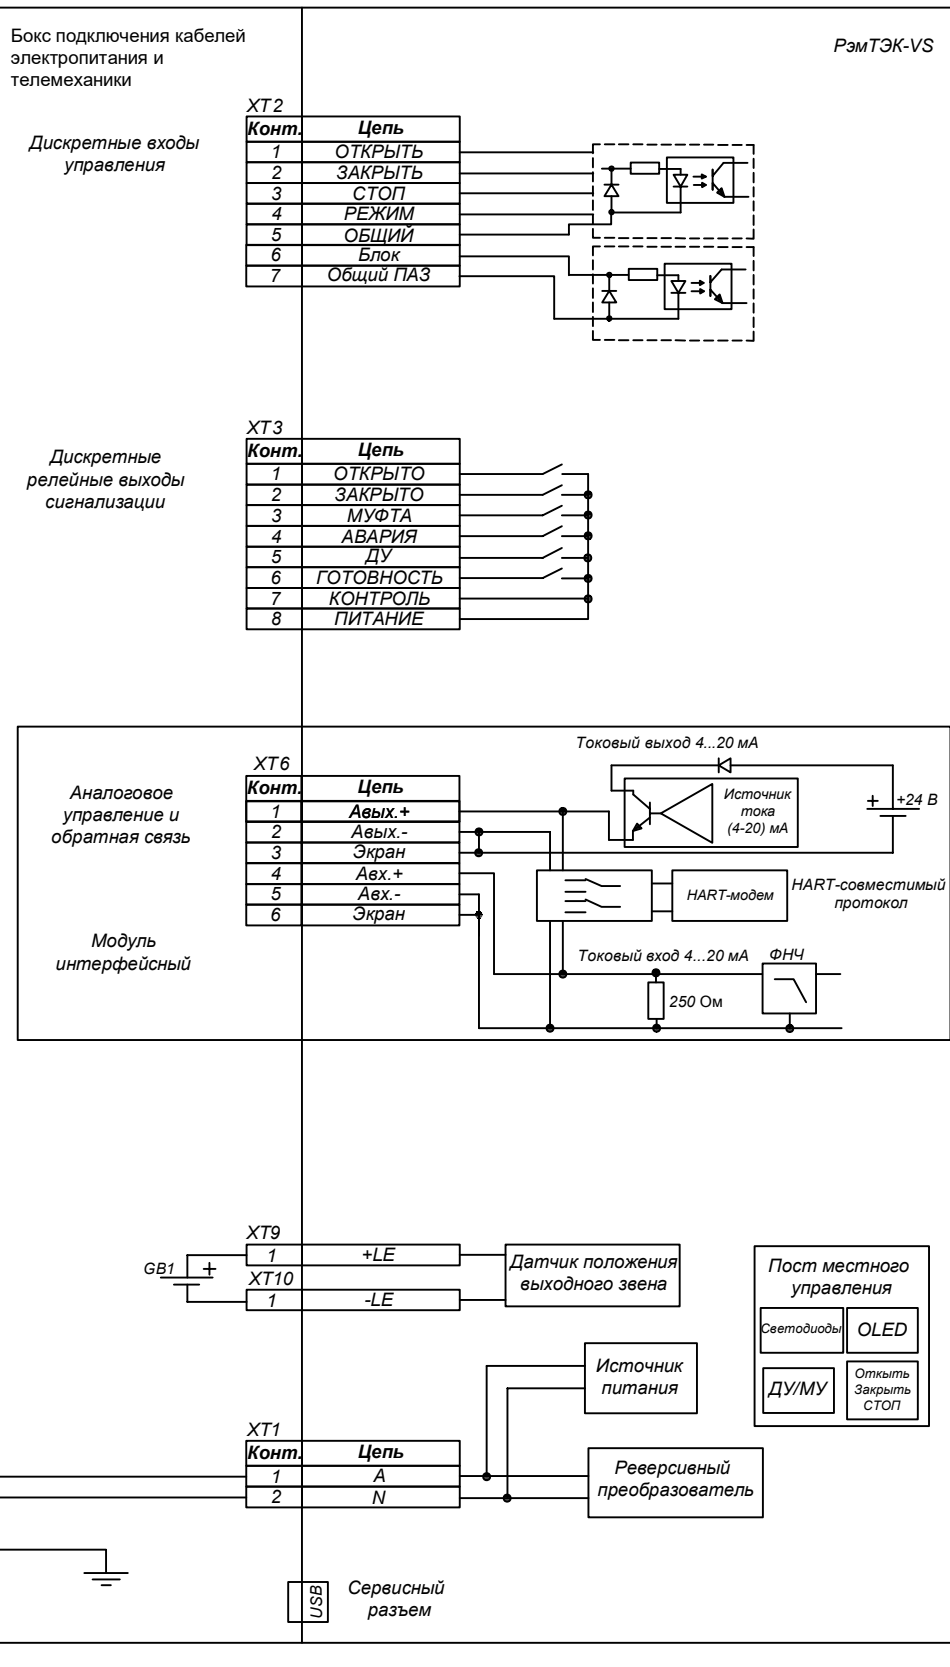 Бокс подключения кабелей
электропитания и
телемеханики
РэмТЭК-VS
Дискретные входы
управления
XT2
Конт. Цепь
1 ОТКРЫТЬ
2 ЗАКРЫТЬ
3 СТОП
4 РЕЖИМ
5 ОБЩИЙ
6 Блок
7 Общий ПАЗ
Дискретные
релейные выходы
сигнализации
XT3
Конт. Цепь
1 ОТКРЫТО
2 ЗАКРЫТО
3 МУФТА
4 АВАРИЯ
5 ДУ
6 ГОТОВНОСТЬ
7 КОНТРОЛЬ
8 ПИТАНИЕ
Аналоговое
управление и
обратная связь
Модуль
интерфейсный
XT6
Конт. Цепь
1 Авых.+
2 Авых.-
3 Экран
4 Авх.+
5 Авх.-
6 Экран
Токовый выход 4...20 мА
Источник
тока
(4-20) мА
+ +24 В
HART-модем
HART-совместимый
протокол
Токовый вход 4...20 мА
ФНЧ
250 Ом
GB1 +
XT9
1 +LE
XT10
1 -LE
Датчик положения
выходного звена
Пост местного
управления
Светодиоды
OLED
ДУ/МУ
Откыть
Закрыть
СТОП
Источник
питания
XT1
Конт. Цепь
1 A
2 N
Реверсивный
преобразователь
USB
Сервисный
разъем